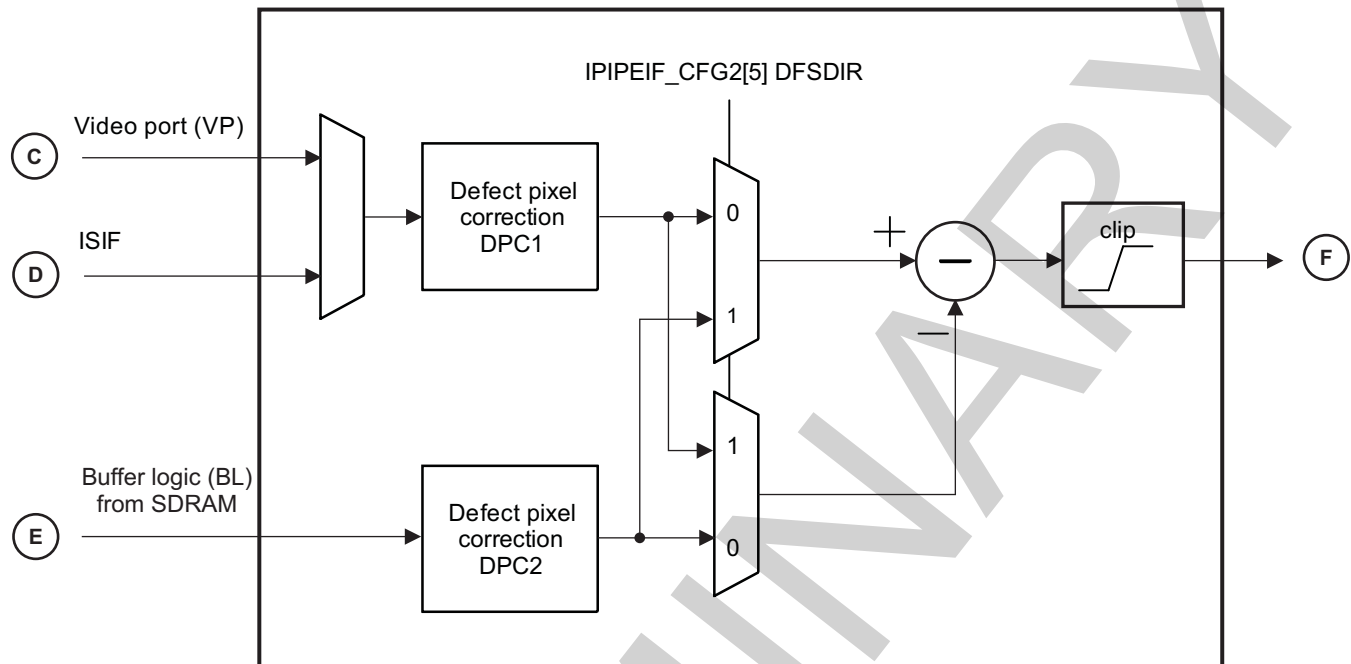 IPIPEIF_CFG2[5] DFSDIR
Video port (VP)
C
Defect pixel
correction
DPC1
0
+
−
clip
F
ISIF
D
1
−
Buffer logic (BL)
from SDRAM
E
Defect pixel
correction
DPC2
1
0
INARY